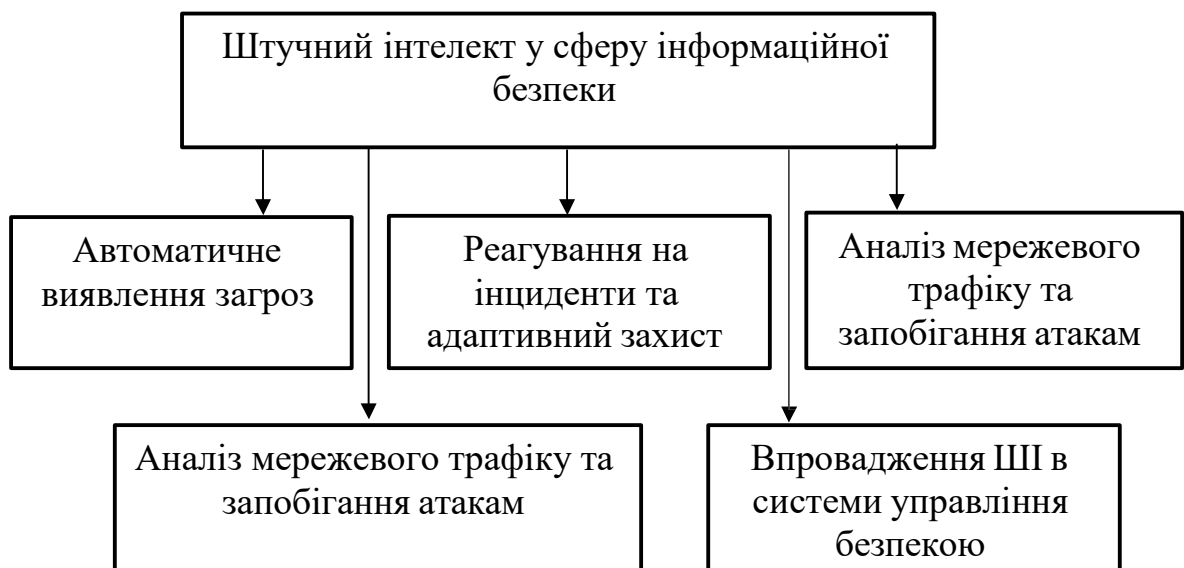 Штучний інтелект у сферу інформаційної
безпеки
Автоматичне
виявлення загроз
Реагування на
інциденти та
адаптивний захист
Аналіз мережевого
трафіку та
запобігання атакам
Аналіз мережевого трафіку та
запобігання атакам
Впровадження ШІ в
системи управління
безпекою